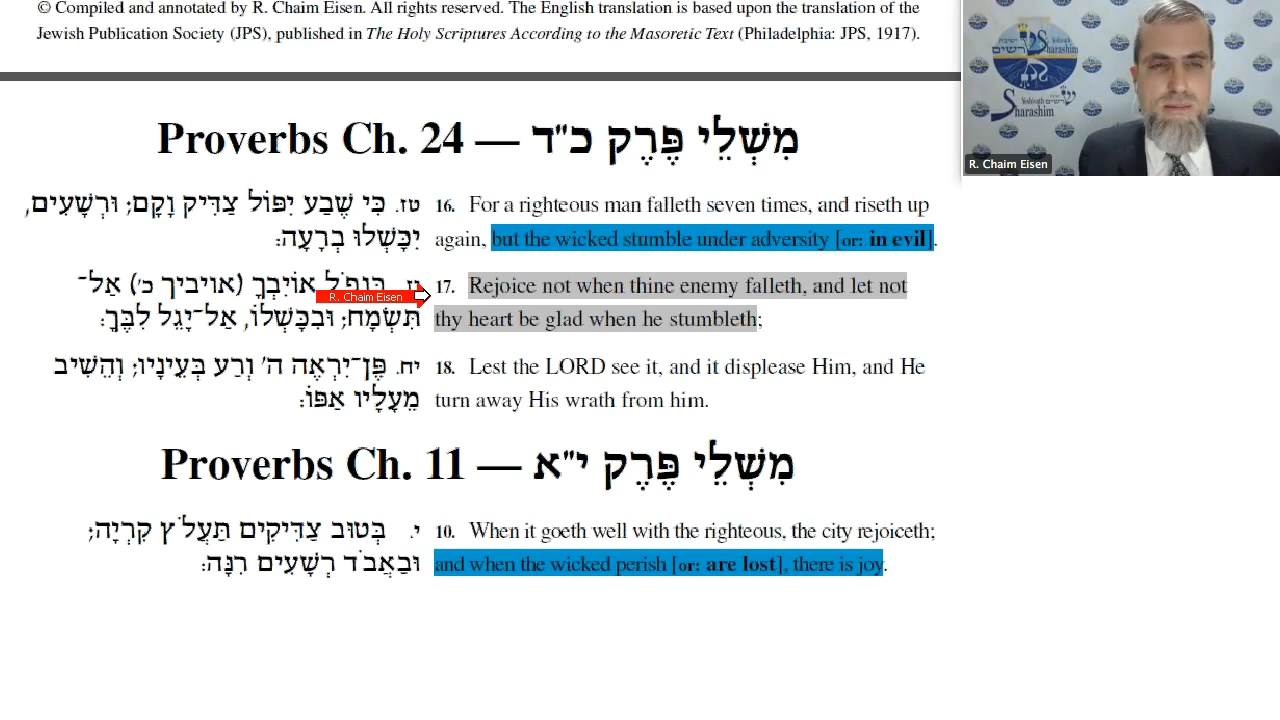 © Compiled and annotated by R. Chaim Eisen. All rights reserved. The English translation is based upon the translation of the
Jewish Publication Society (JPS), published in The Holy Scriptures According to the Masoretic Text (Philadelphia: JPS, 1917).
Proverbs Ch. 24 — מִשְׁלֵי פֶּרֶק כ"ד
טז. כִּי שֶׁבַע יִפּוֹל צַדִּיק וָקָם; וּרְשָׁעִים,
יִכָּשְׁלוּ בְרָעָה:
16. For a righteous man falleth seven times, and riseth up
again, but the wicked stumble under adversity [or: in evil].
אוֹיִבְךָ (אויביך כ') אַל־
תִּשְׂמָח; וּבִכָּשְׁלוֹ, אַל־יָגֵל לִבֶּךָ:
R. Chaim Eisen
17. Rejoice not when thine enemy falleth, and let not
thy heart be glad when he stumbleth;
יח. פֶּן־יִרְאֶה ה' וְרַע בְּעֵינָיו; וְהֵשִׁיב
מֵעָלָיו אַפּוֹ:
18. Lest the LORD see it, and it displease Him, and He
turn away His wrath from him.
Proverbs Ch. 11 — מִשְׁלֵי פֶּרֶק י"א
י. בְּטוּב צַדִּיקִים תַּעֲלֹץ קִרְיָה;
וּבַאֲבֹד רְשָׁעִים רִנָּה:
10. When it goeth well with the righteous, the city rejoiceth;
and when the wicked perish [or: are lost], there is joy.
Yeshivath
Sharashim
R. Chaim Eisen